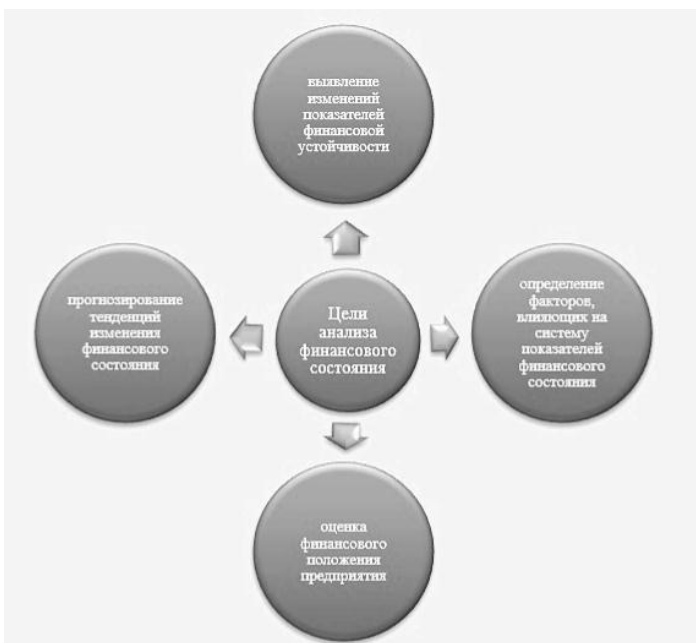 выявление
изменений
показателей
финансовой
устойчивости
прогнозирование
тенденций
изменения
финансового
состояния
Цели
анализа
финансового
состояния
определение
факторов,
влияющих на
систему
показателей
финансового
состояния
оценка
финансового
положения
предприятия